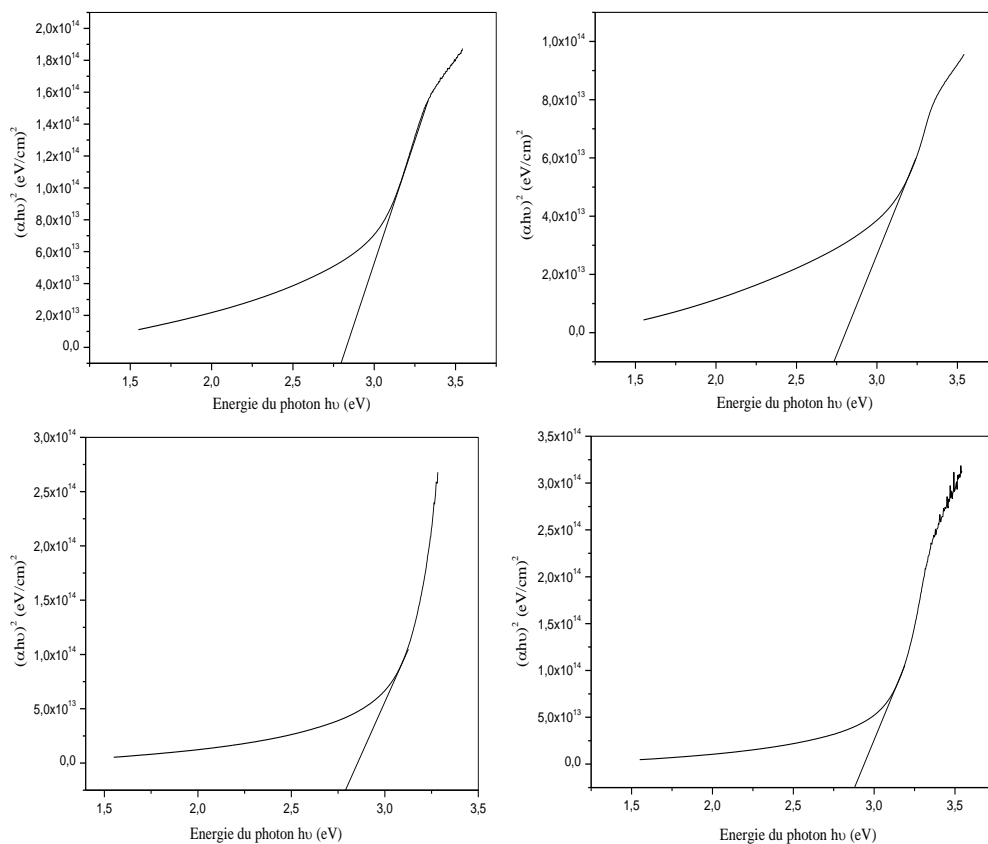 2,0x10^14
1,8x10^14
1,6x10^14
1,4x10^14
1,2x10^14
1,0x10^14
8,0x10^13
6,0x10^13
4,0x10^13
2,0x10^13
0,0
(αhυ)^2 (eV/cm)^2
1,5 2,0 2,5 3,0 3,5
Energie du photon hυ (eV)
1,0x10^14
8,0x10^13
6,0x10^13
4,0x10^13
2,0x10^13
0,0
(αhυ)^2 (eV/cm)^2
1,5 2,0 2,5 3,0 3,5
Energie du photon hυ (eV)
3,0x10^14
2,5x10^14
2,0x10^14
1,5x10^14
1,0x10^14
5,0x10^13
0,0
(αhυ)^2 (eV/cm)^2
1,5 2,0 2,5 3,0 3,5
Energie du photon hυ (eV)
3,5x10^14
3,0x10^14
2,5x10^14
2,0x10^14
1,5x10^14
1,0x10^14
5,0x10^13
0,0
(αhυ)^2 (eV/cm)^2
1,5 2,0 2,5 3,0 3,5
Energie du photon hυ (eV)